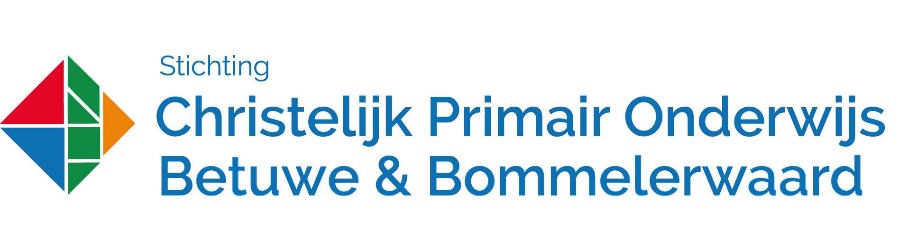 Stichting
Christelijk Primair Onderwijs
Betuwe & Bommelerwaard